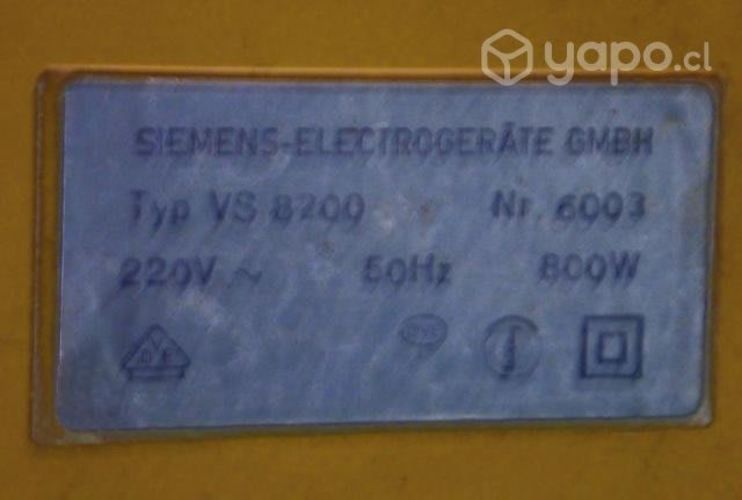 yapo.cl
SIEMENS-ELECTROGERÄTE GMBH
Typ VS 8200 Nr. 6003
220V ~ 50Hz 800W